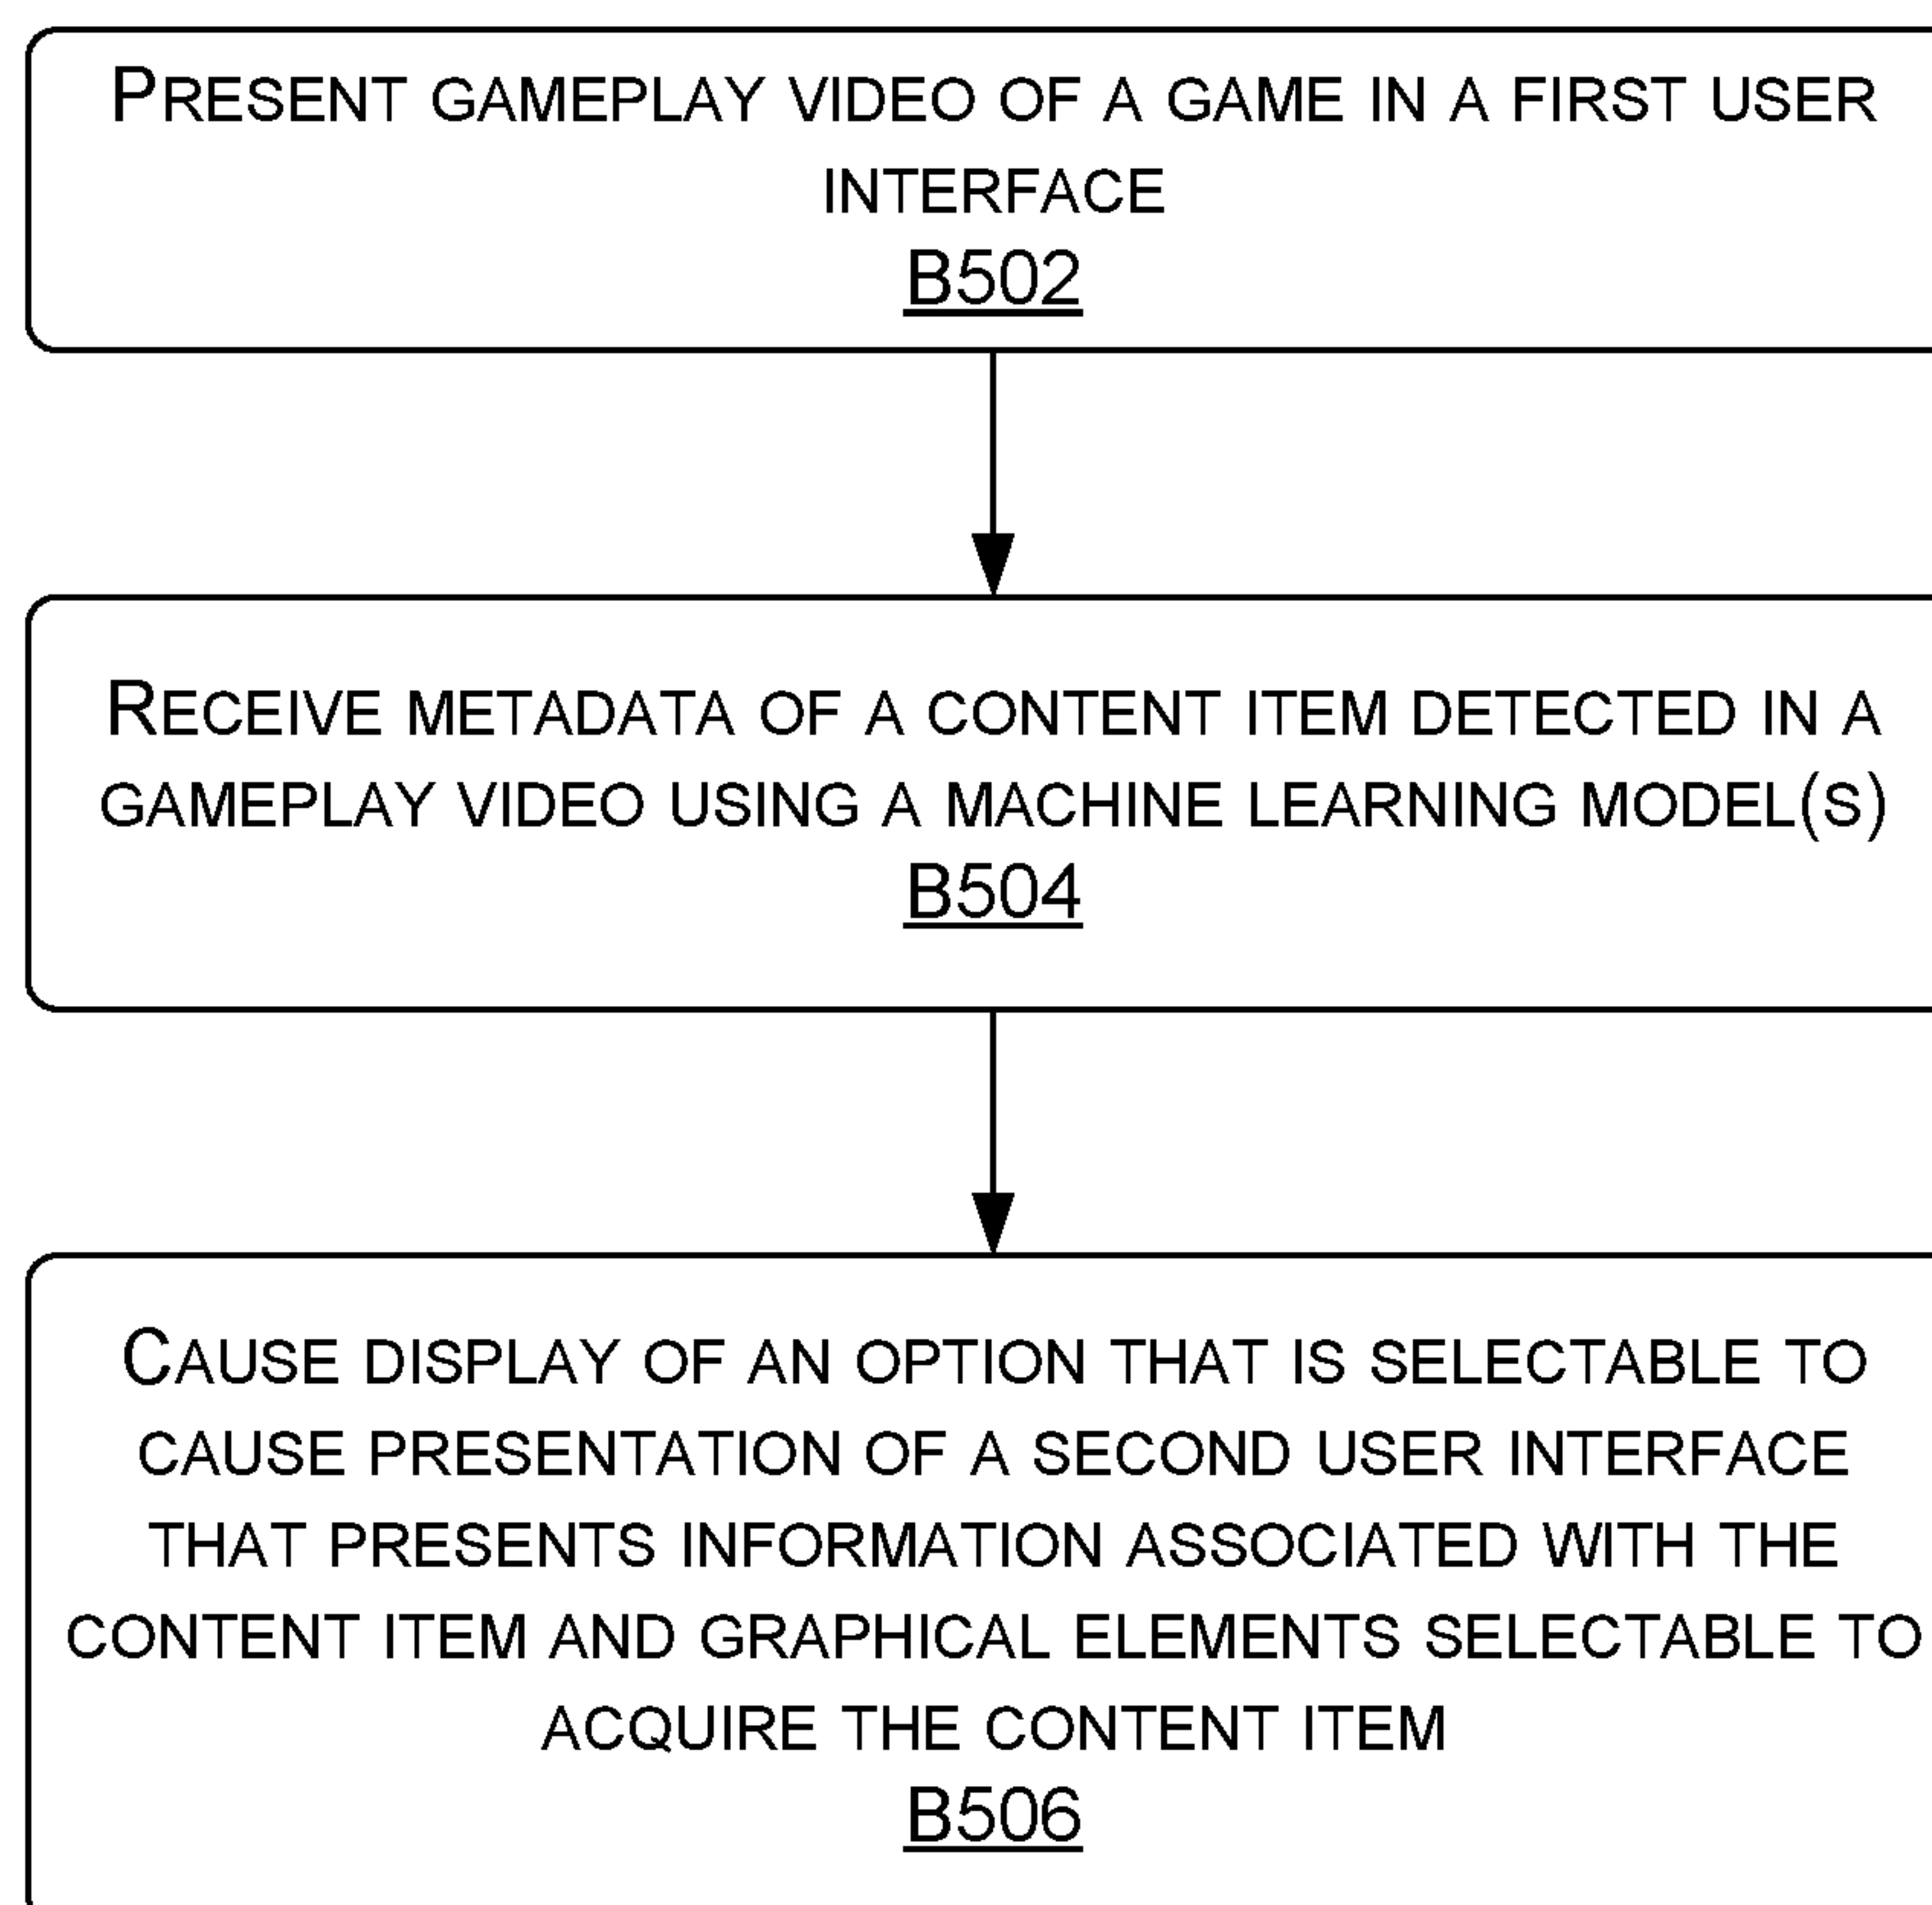 PRESENT GAMEPLAY VIDEO OF A GAME IN A FIRST USER
INTERFACE
B502
RECEIVE METADATA OF A CONTENT ITEM DETECTED IN A
GAMEPLAY VIDEO USING A MACHINE LEARNING MODEL(S)
B504
CAUSE DISPLAY OF AN OPTION THAT IS SELECTABLE TO
CAUSE PRESENTATION OF A SECOND USER INTERFACE
THAT PRESENTS INFORMATION ASSOCIATED WITH THE
CONTENT ITEM AND GRAPHICAL ELEMENTS SELECTABLE TO
ACQUIRE THE CONTENT ITEM
B506